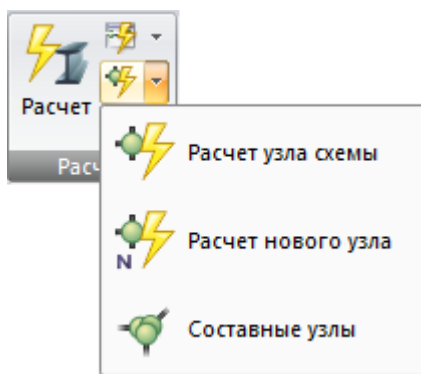 Расчет
Расч
Расчет узла схемы
N
Расчет нового узла
Составные узлы